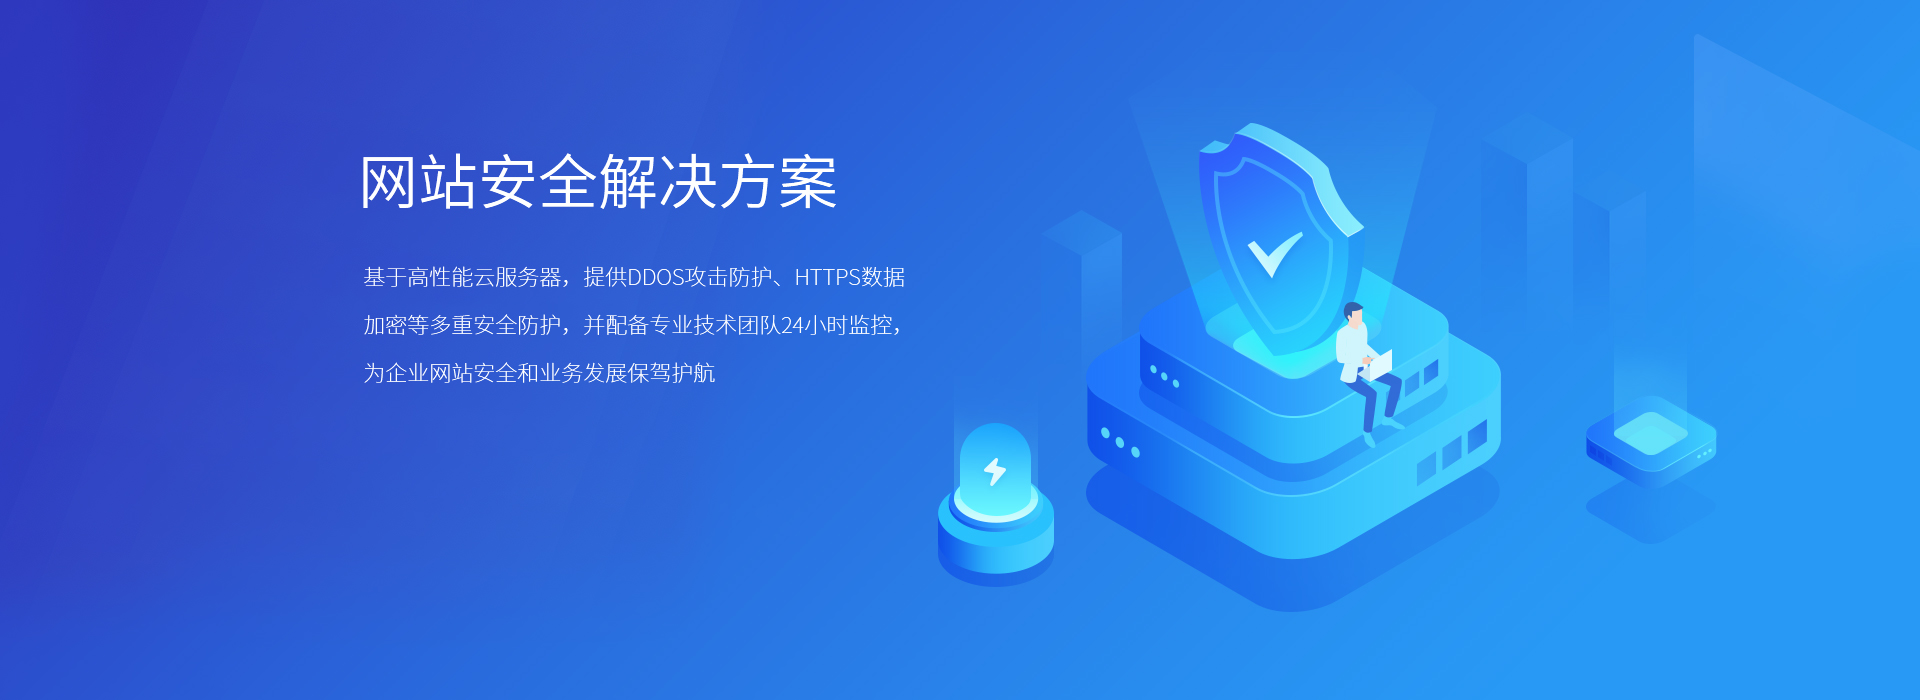 网站安全解决方案
基于高性能云服务器，提供DDOS攻击防护、HTTPS数据
加密等多重安全防护，并配备专业技术团队24小时监控，
为企业网站安全和业务发展保驾护航